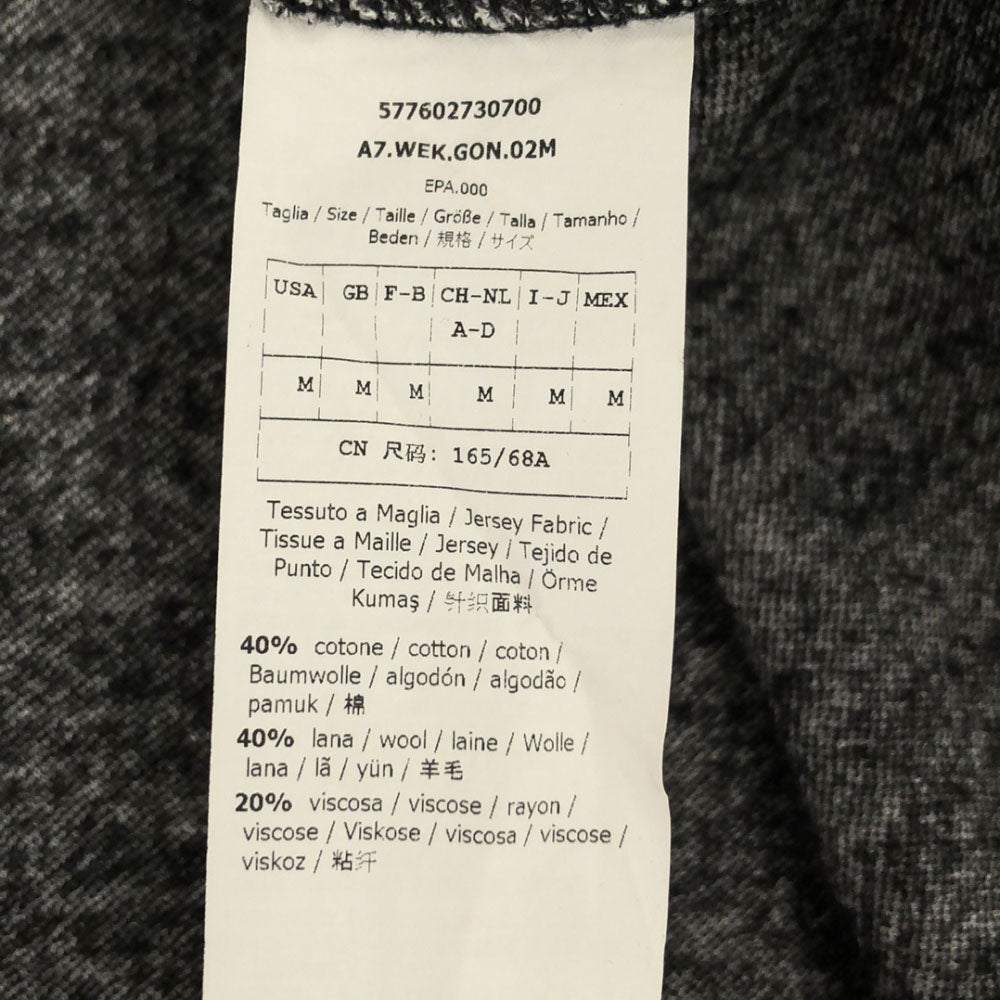 577602730700
A7.WEK.GON.02M
EPA.000
Taglia / Size / Taille / Größe / Talla / Tamanho /
Beden / 規格 / サイズ
USA GB F-B CH-NL I-J MEX
A-D
M M M M M M
CN 尺码: 165/68A
Tessuto a Maglia / Jersey Fabric /
Tissue a Maille / Jersey / Tejido de
Punto / Tecido de Malha / Örme
Kumaş / 针织面料
40% cotone / cotton / coton /
Baumwolle / algodón / algodão /
pamuk / 棉
40% lana / wool / laine / Wolle /
lana / lã / yün / 羊毛
20% viscosa / viscose / rayon /
viscose / Viskose / viscosa / viscose /
viskoz / 粘纤